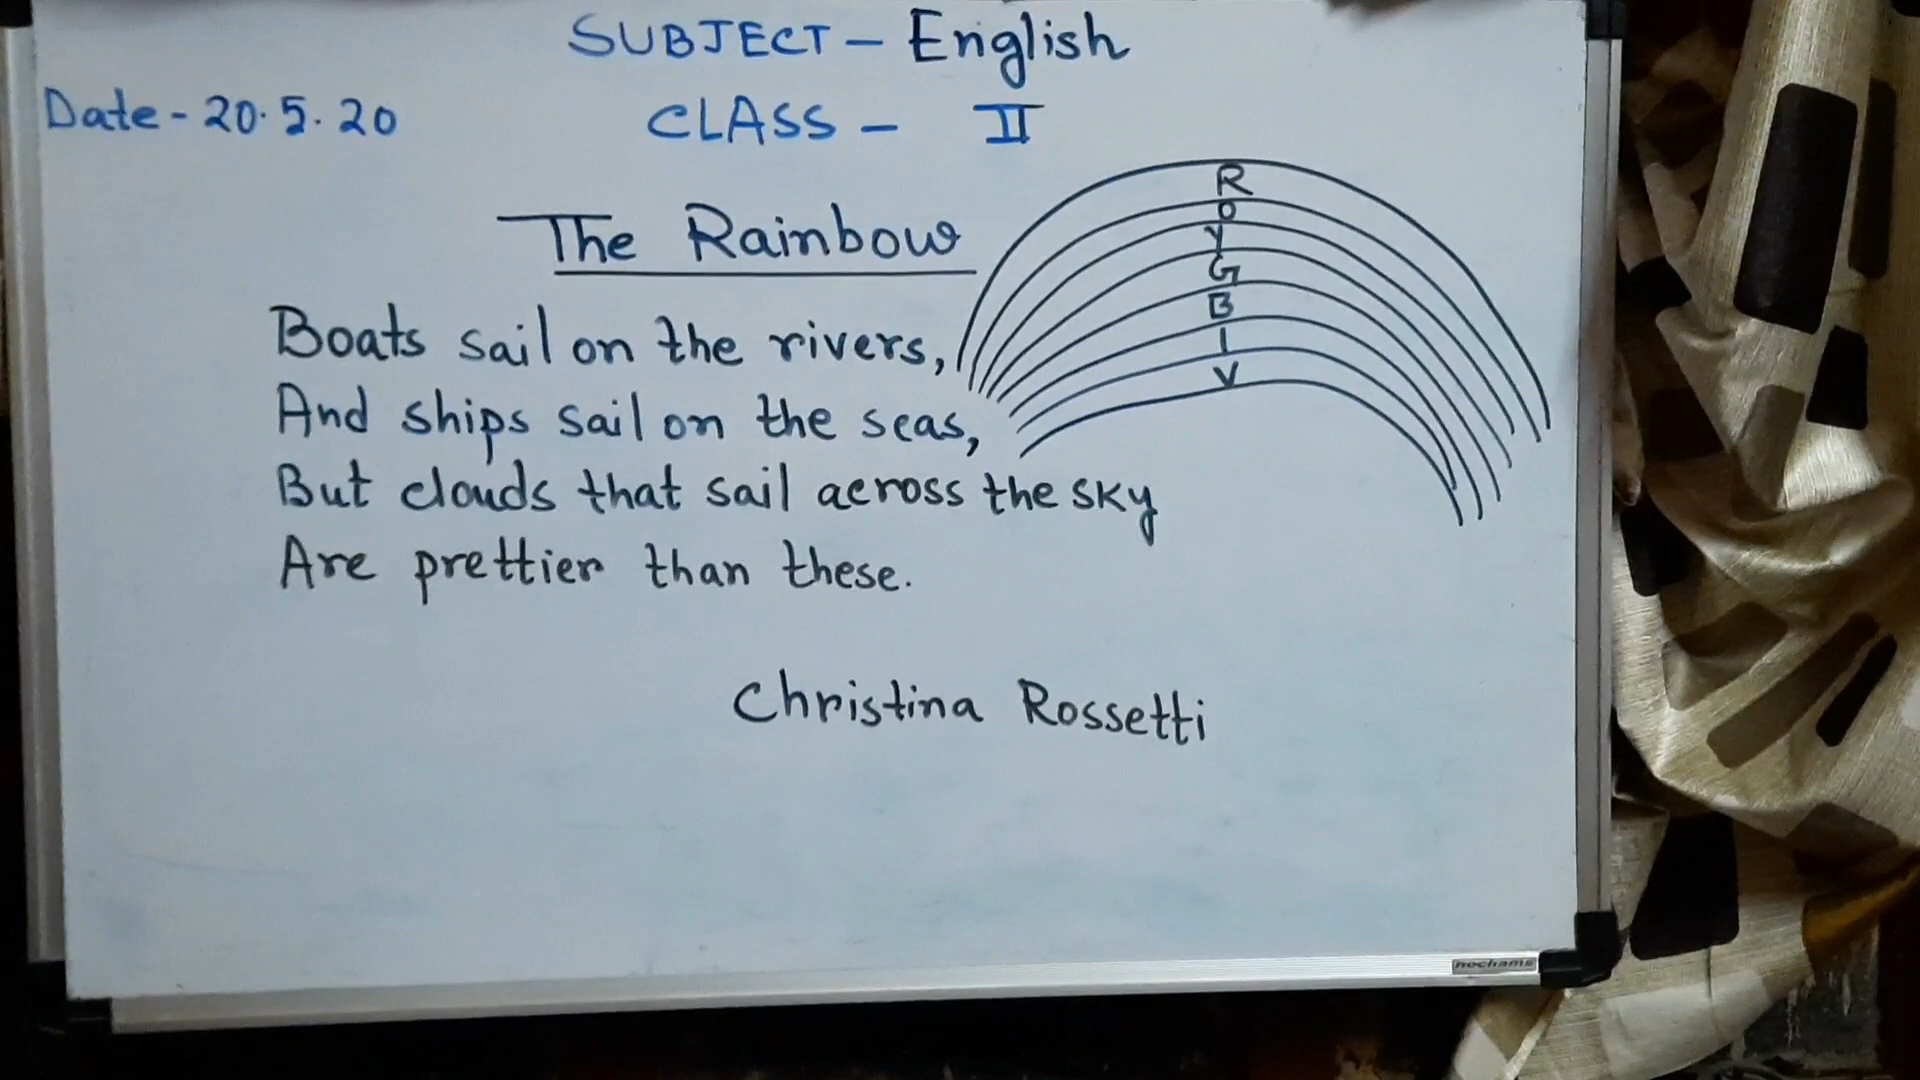 SUBJECT - English
Date - 20.5.20
CLASS - II
The Rainbow
R
O
Y
G
B
I
V
Boats sail on the rivers,
And ships sail on the seas,
But clouds that sail across the sky
Are prettier than these.
Christina Rossetti
nechams